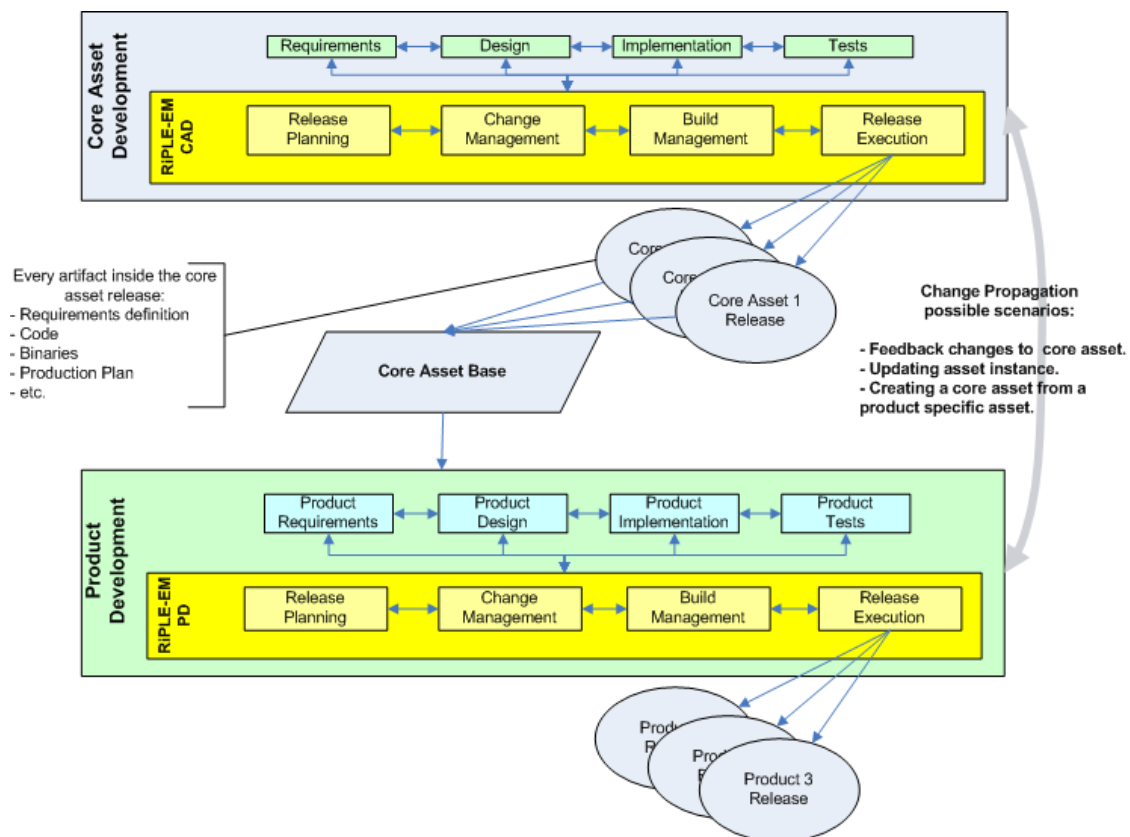 Core Asset
Development
Requirements
Design
Implementation
Tests
RiPLE-EM
CAD
Release
Planning
Change
Management
Build
Management
Release
Execution
Every artifact inside the core
asset release:
- Requirements definition
- Code
- Binaries
- Production Plan
- etc.
Core Asset 1
Release
Core Asset Base
Change Propagation
possible scenarios:
- Feedback changes to core asset.
- Updating asset instance.
- Creating a core asset from a
product specific asset.
Product
Development
Product
Requirements
Product
Design
Product
Implementation
Product
Tests
RiPLE-EM
PD
Release
Planning
Change
Management
Build
Management
Release
Execution
Product 3
Release